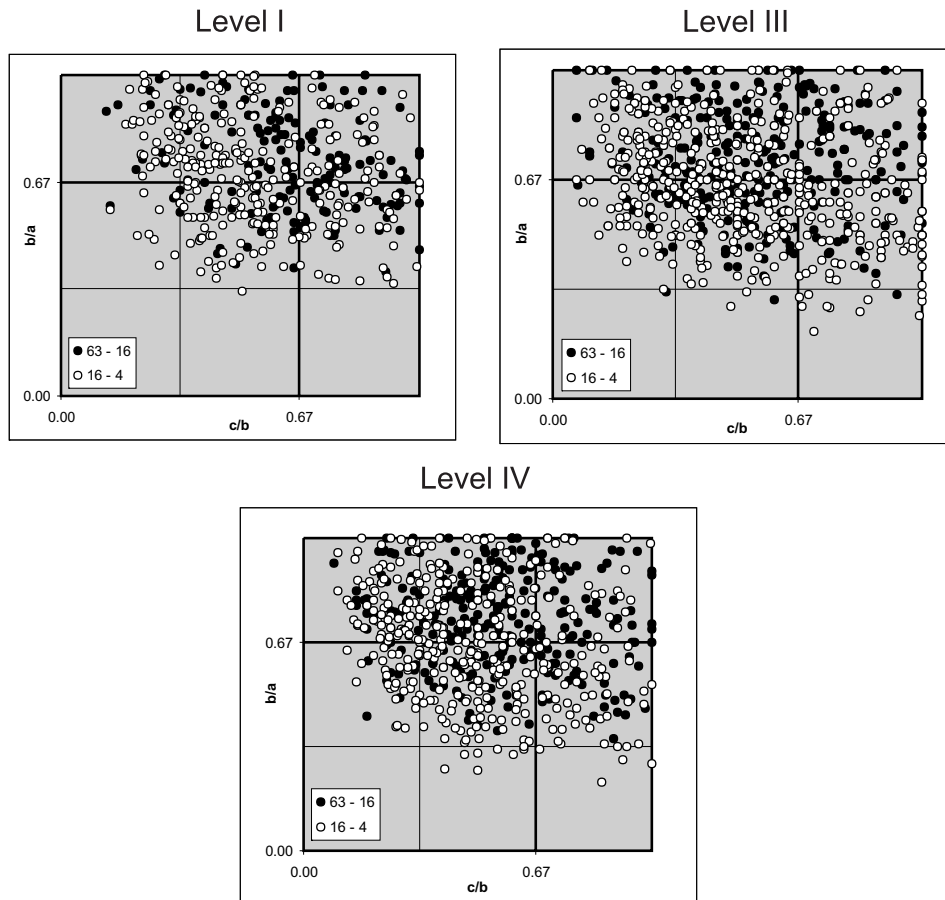 Level I
0.67
b/a
63 - 16
16 - 4
0.00
0.00
0.67
c/b
Level III
0.67
b/a
63 - 16
16 - 4
0.00
0.00
0.67
c/b
Level IV
0.67
b/a
63 - 16
16 - 4
0.00
0.00
0.67
c/b